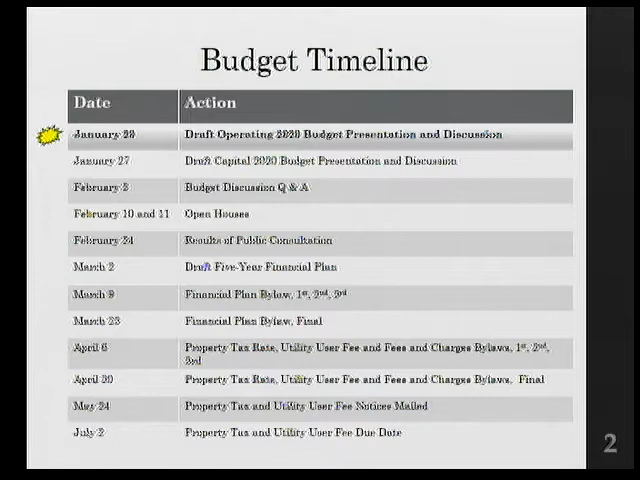 Budget Timeline
Date Action
January 20 Draft Operating 2020 Budget Presentation and Discussion
January 27 Draft Capital 2020 Budget Presentation and Discussion
February 3 Budget Discussion Q & A
February 10 and 11 Open Houses
February 24 Results of Public Consultation
March 2 Draft Five-Year Financial Plan
March 9 Financial Plan Bylaw, 1st, 2nd, 3rd
March 23 Financial Plan Bylaw, Final
April 6 Property Tax Rate, Utility User Fee and Fees and Charges Bylaws, 1st, 2nd,
3rd
April 20 Property Tax Rate, Utility User Fee and Fees and Charges Bylaws, Final
May 24 Property Tax and Utility User Fee Notices Mailed
July 2 Property Tax and Utility User Fee Due Date
2